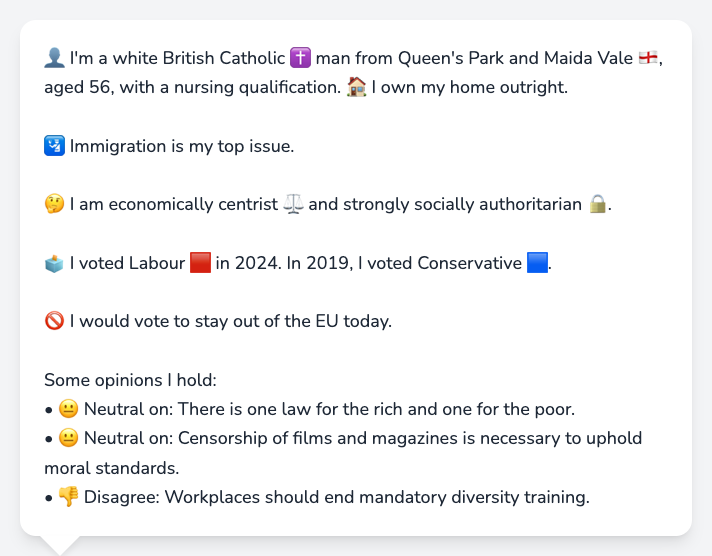 👤 I'm a white British Catholic ✝️ man from Queen's Park and Maida Vale 🏴󠁧󠁢󠁥󠁮󠁧󠁿,
aged 56, with a nursing qualification. 🏠 I own my home outright.
🛂 Immigration is my top issue.
🤔 I am economically centrist ⚖️ and strongly socially authoritarian 🔒.
🗳️ I voted Labour 🟥 in 2024. In 2019, I voted Conservative 🟦.
🚫 I would vote to stay out of the EU today.
Some opinions I hold:
• 😐 Neutral on: There is one law for the rich and one for the poor.
• 😐 Neutral on: Censorship of films and magazines is necessary to uphold
moral standards.
• 👎 Disagree: Workplaces should end mandatory diversity training.